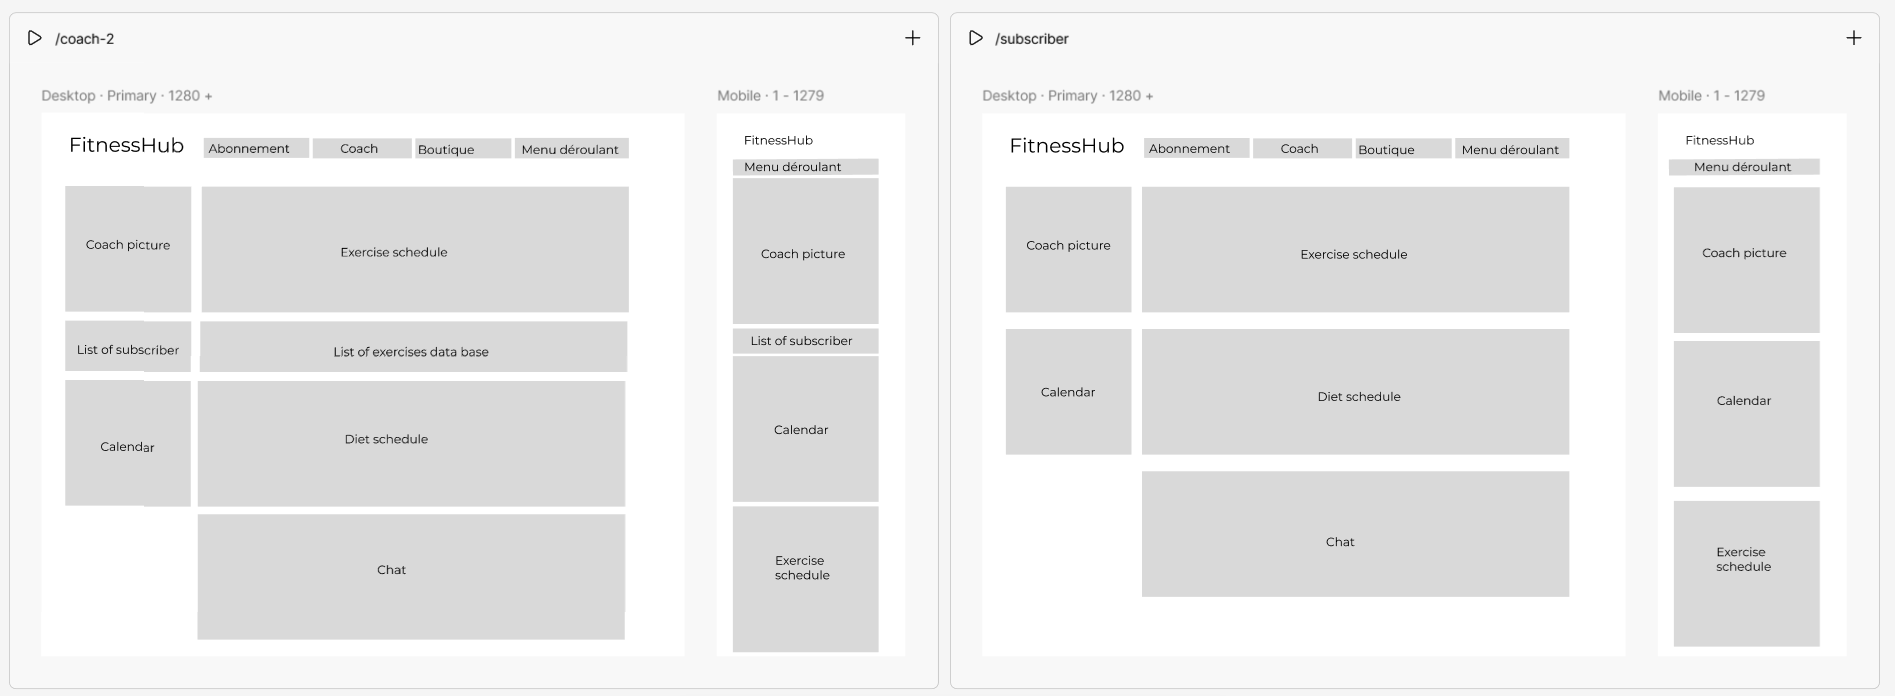 /coach-2
Desktop · Primary · 1280 +
FitnessHub
Abonnement
Coach
Boutique
Menu déroulant
Coach picture
Exercise schedule
List of subscriber
List of exercises data base
Calendar
Diet schedule
Chat
Mobile · 1 - 1279
FitnessHub
Menu déroulant
Coach picture
List of subscriber
Calendar
Exercise
schedule
/subscriber
Desktop · Primary · 1280 +
FitnessHub
Abonnement
Coach
Boutique
Menu déroulant
Coach picture
Exercise schedule
Calendar
Diet schedule
Chat
Mobile · 1 - 1279
FitnessHub
Menu déroulant
Coach picture
Calendar
Exercise
schedule